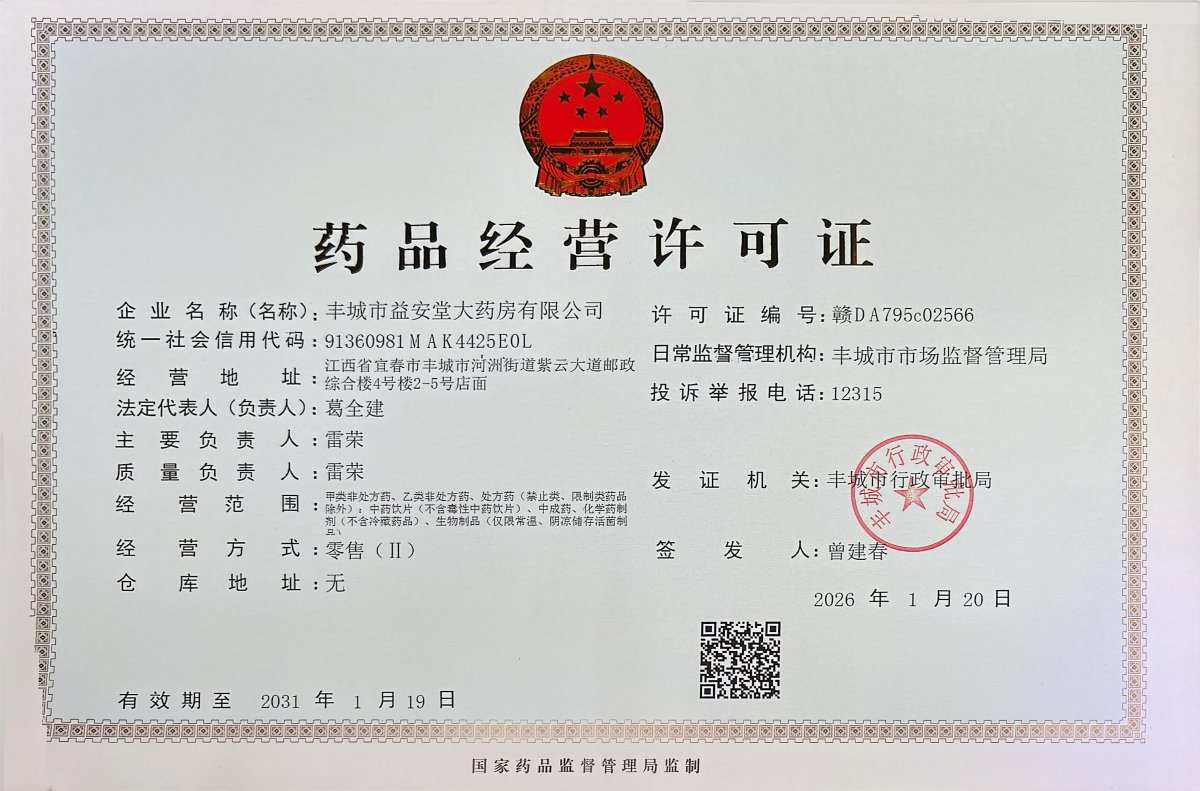 药品经营许可证
企业名称（名称）：丰城市益安堂大药房有限公司
统一社会信用代码：91360981MAK4425E0L
经营地址：江西省宜春市丰城市河洲街道紫云大道邮政
综合楼4号楼2-5号店面
法定代表人（负责人）：葛全建
主要负责人：雷荣
质量负责人：雷荣
经营范围：甲类非处方药、乙类非处方药、处方药（禁止类、限制类药品
除外）：中药饮片（不含毒性中药饮片）、中成药、化学药制
剂（不含冷藏药品）、生物制品（仅限常温、阴凉储存活菌制
经营方式：零售（Ⅱ）
仓库地址：无
许可证编号：赣DA795c02566
日常监督管理机构：丰城市市场监督管理局
投诉举报电话：12315
发证机关：丰城市行政审批局
丰城市行政审批局
签发人：曾建春
2026年1月20日
有效期至 2031年1月19日
国家药品监督管理局监制